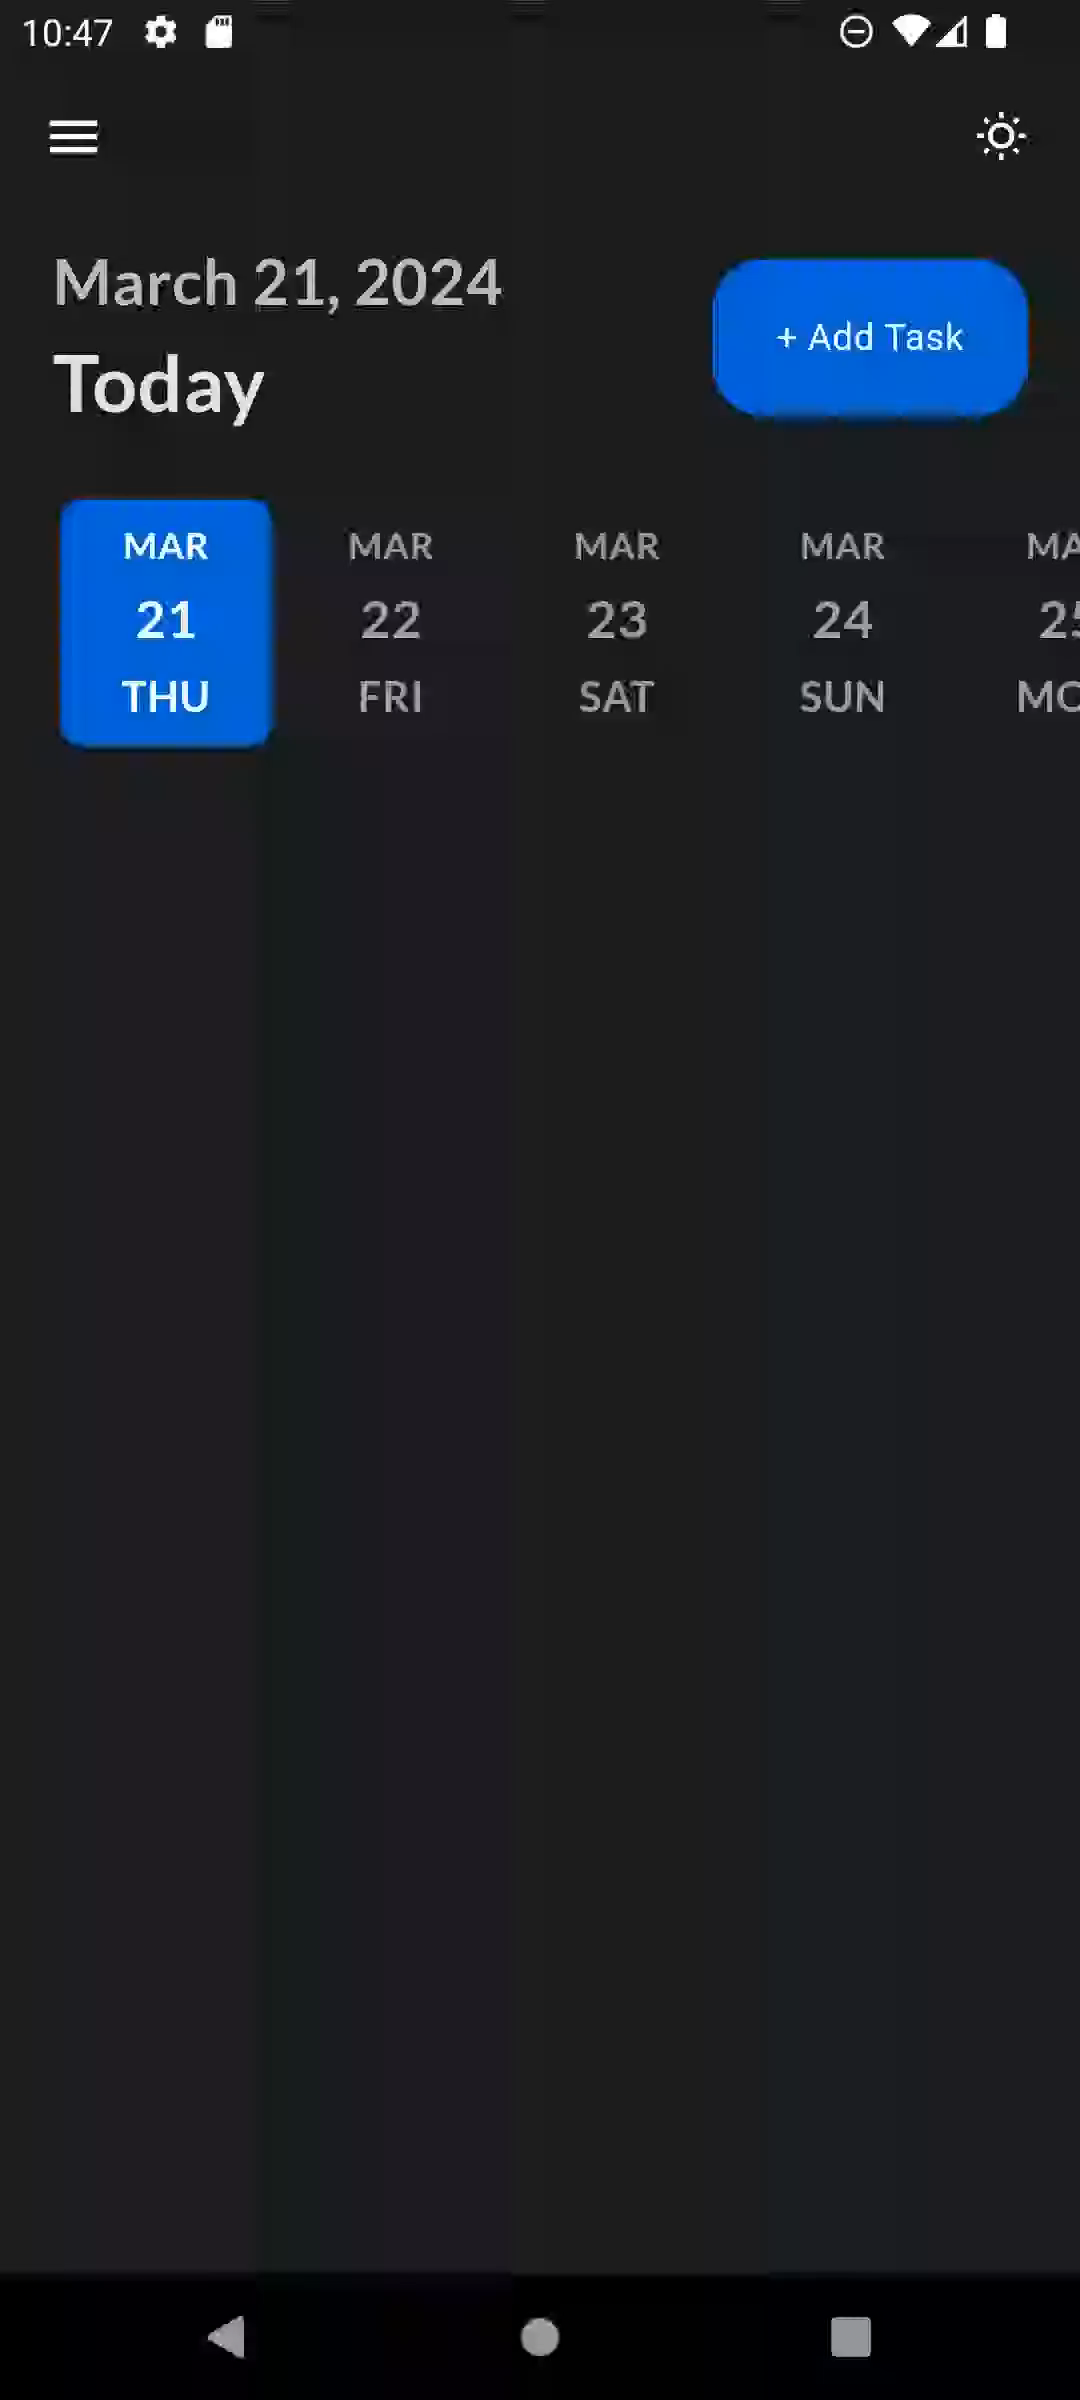 10:47
March 21, 2024
Today
+ Add Task
MAR MAR MAR MAR
21 22 23 24
THU FRI SAT SUN